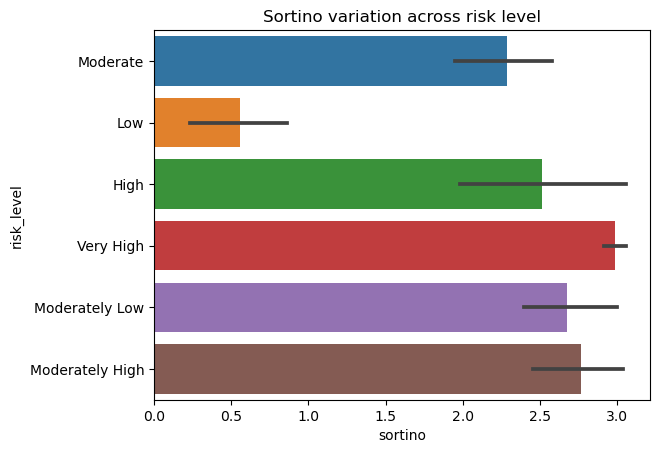 Sortino variation across risk level
Moderate
Low
High
Very High
Moderately Low
Moderately High
risk_level
0.0 0.5 1.0 1.5 2.0 2.5 3.0
sortino